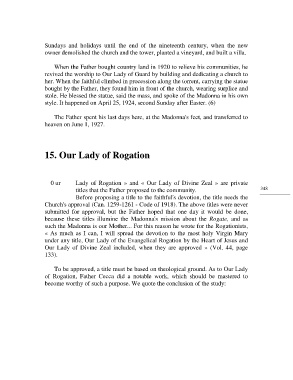 Sundays and holidays until the end of the nineteenth century, when the new
owner demolished the church and the tower, planted a vineyard, and built a villa.
When the Father bought country land in 1920 to relieve his communities, he
revived the worship to Our Lady of Guard by building and dedicating a church to
her. When the faithful climbed in procession along the torrent, carrying the statue
bought by the Father, they found him in front of the church, wearing surplice and
stole. He blessed the statue, said the mass, and spoke of the Madonna in his own
style. It happened on April 25, 1924, second Sunday after Easter. (6)
The Father spent his last days here, at the Madonna's feet, and transferred to
heaven on June 1, 1927.
15. Our Lady of Rogation
O ur Lady of Rogation » and « Our Lady of Divine Zeal » are private
titles that the Father proposed to the community.
348
Before proposing a title to the faithful's devotion, the title needs the
Church's approval (Can. 1259-1261 - Code of 1918). The above titles were never
submitted for approval, but the Father hoped that one day it would be done,
because these titles illumine the Madonna's mission about the Rogate, and as
such the Madonna is our Mother... For this reason he wrote for the Rogationists,
« As much as I can, I will spread the devotion to the most holy Virgin Mary
under any title, Our Lady of the Evangelical Rogation by the Heart of Jesus and
Our Lady of Divine Zeal included, when they are approved » (Vol. 44, page
133).
To be approved, a title must be based on theological ground. As to Our Lady
of Rogation, Father Cocca did a notable work, which should be mastered to
become worthy of such a purpose. We quote the conclusion of the study: